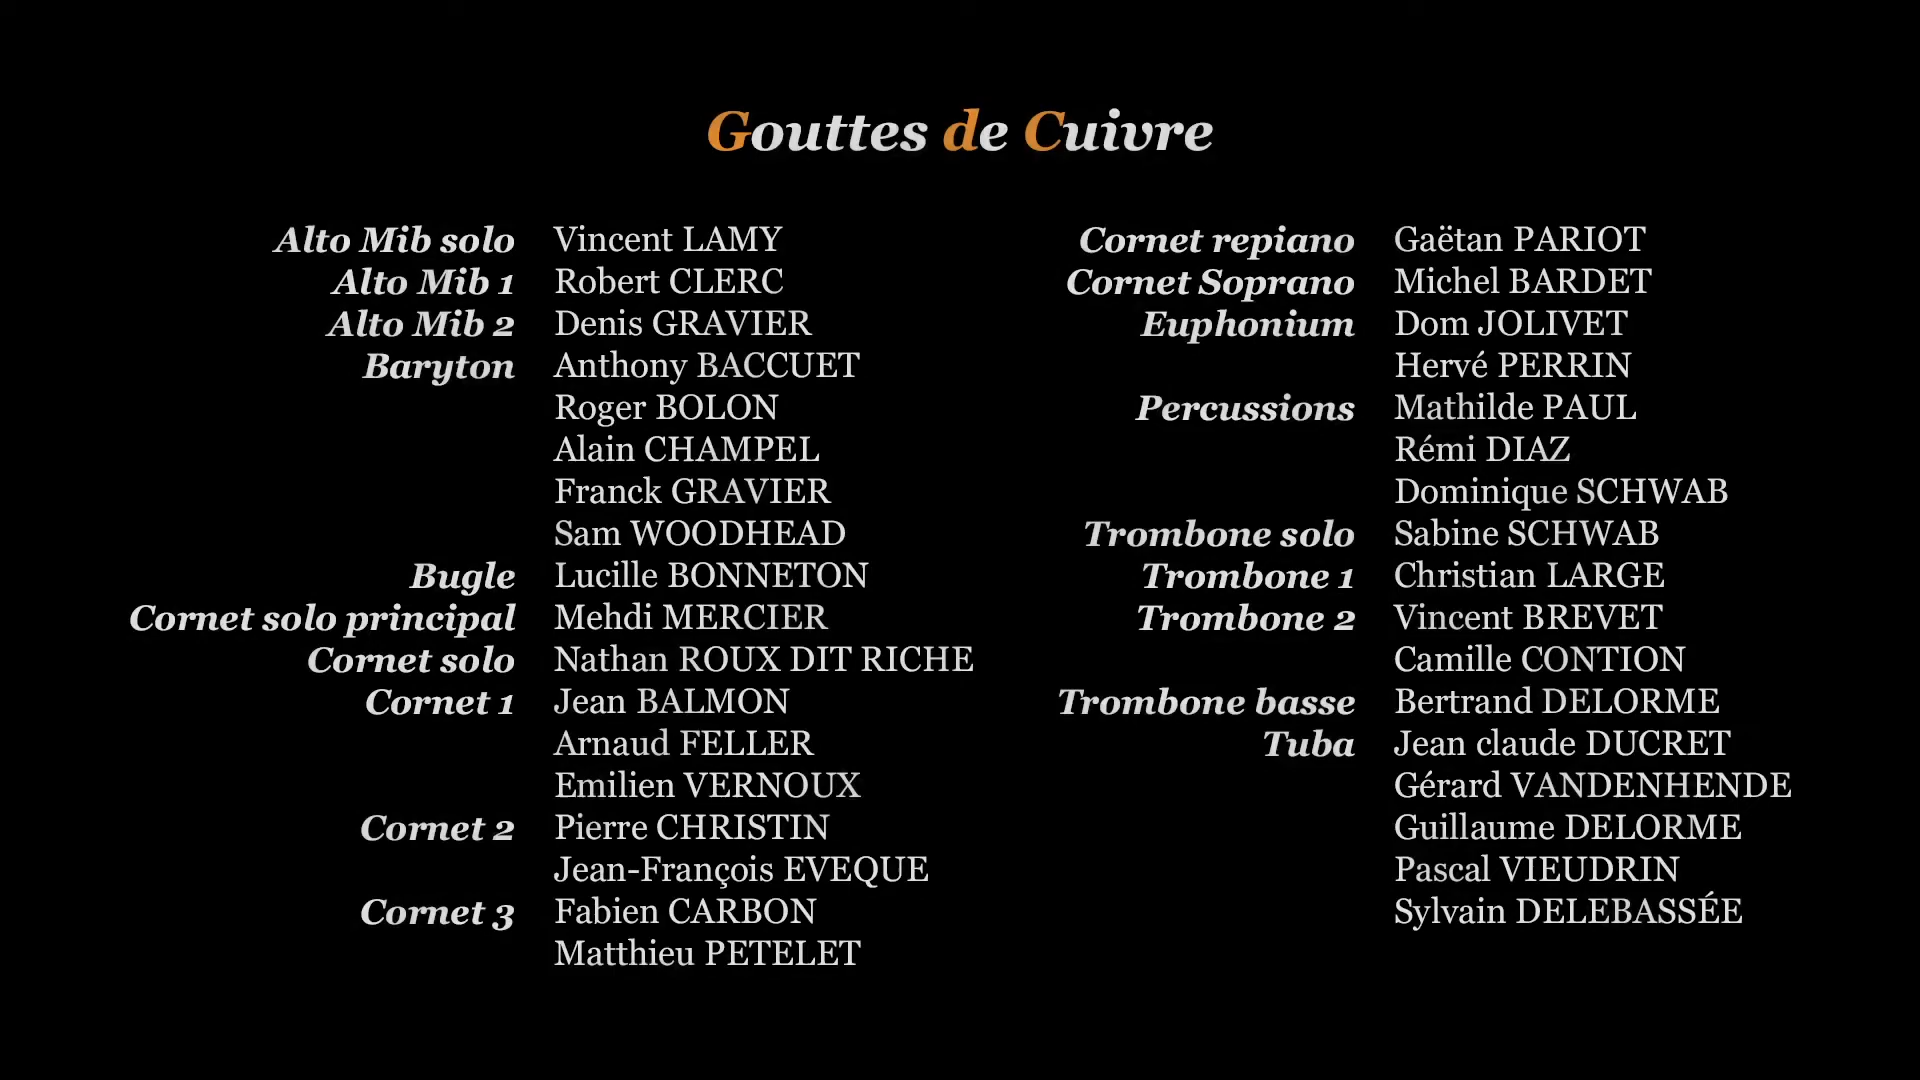 Gouttes de Cuivre
Alto Mib solo Vincent LAMY
Alto Mib 1 Robert CLERC
Alto Mib 2 Denis GRAVIER
Baryton Anthony BACCUET
Roger BOLON
Alain CHAMPEL
Franck GRAVIER
Sam WOODHEAD
Bugle Lucille BONNETON
Cornet solo principal Mehdi MERCIER
Cornet solo Nathan ROUX DIT RICHE
Cornet 1 Jean BALMON
Arnaud FELLER
Emilien VERNOUX
Cornet 2 Pierre CHRISTIN
Jean-François EVEQUE
Cornet 3 Fabien CARBON
Matthieu PETELET
Cornet repiano Gaëtan PARIOT
Cornet Soprano Michel BARDET
Euphonium Dom JOLIVET
Hervé PERRIN
Percussions Mathilde PAUL
Rémi DIAZ
Dominique SCHWAB
Trombone solo Sabine SCHWAB
Trombone 1 Christian LARGE
Trombone 2 Vincent BREVET
Camille CONTION
Trombone basse Bertrand DELORME
Tuba Jean claude DUCRET
Gérard VANDENHENDE
Guillaume DELORME
Pascal VIEUDRIN
Sylvain DELEBASSÉE